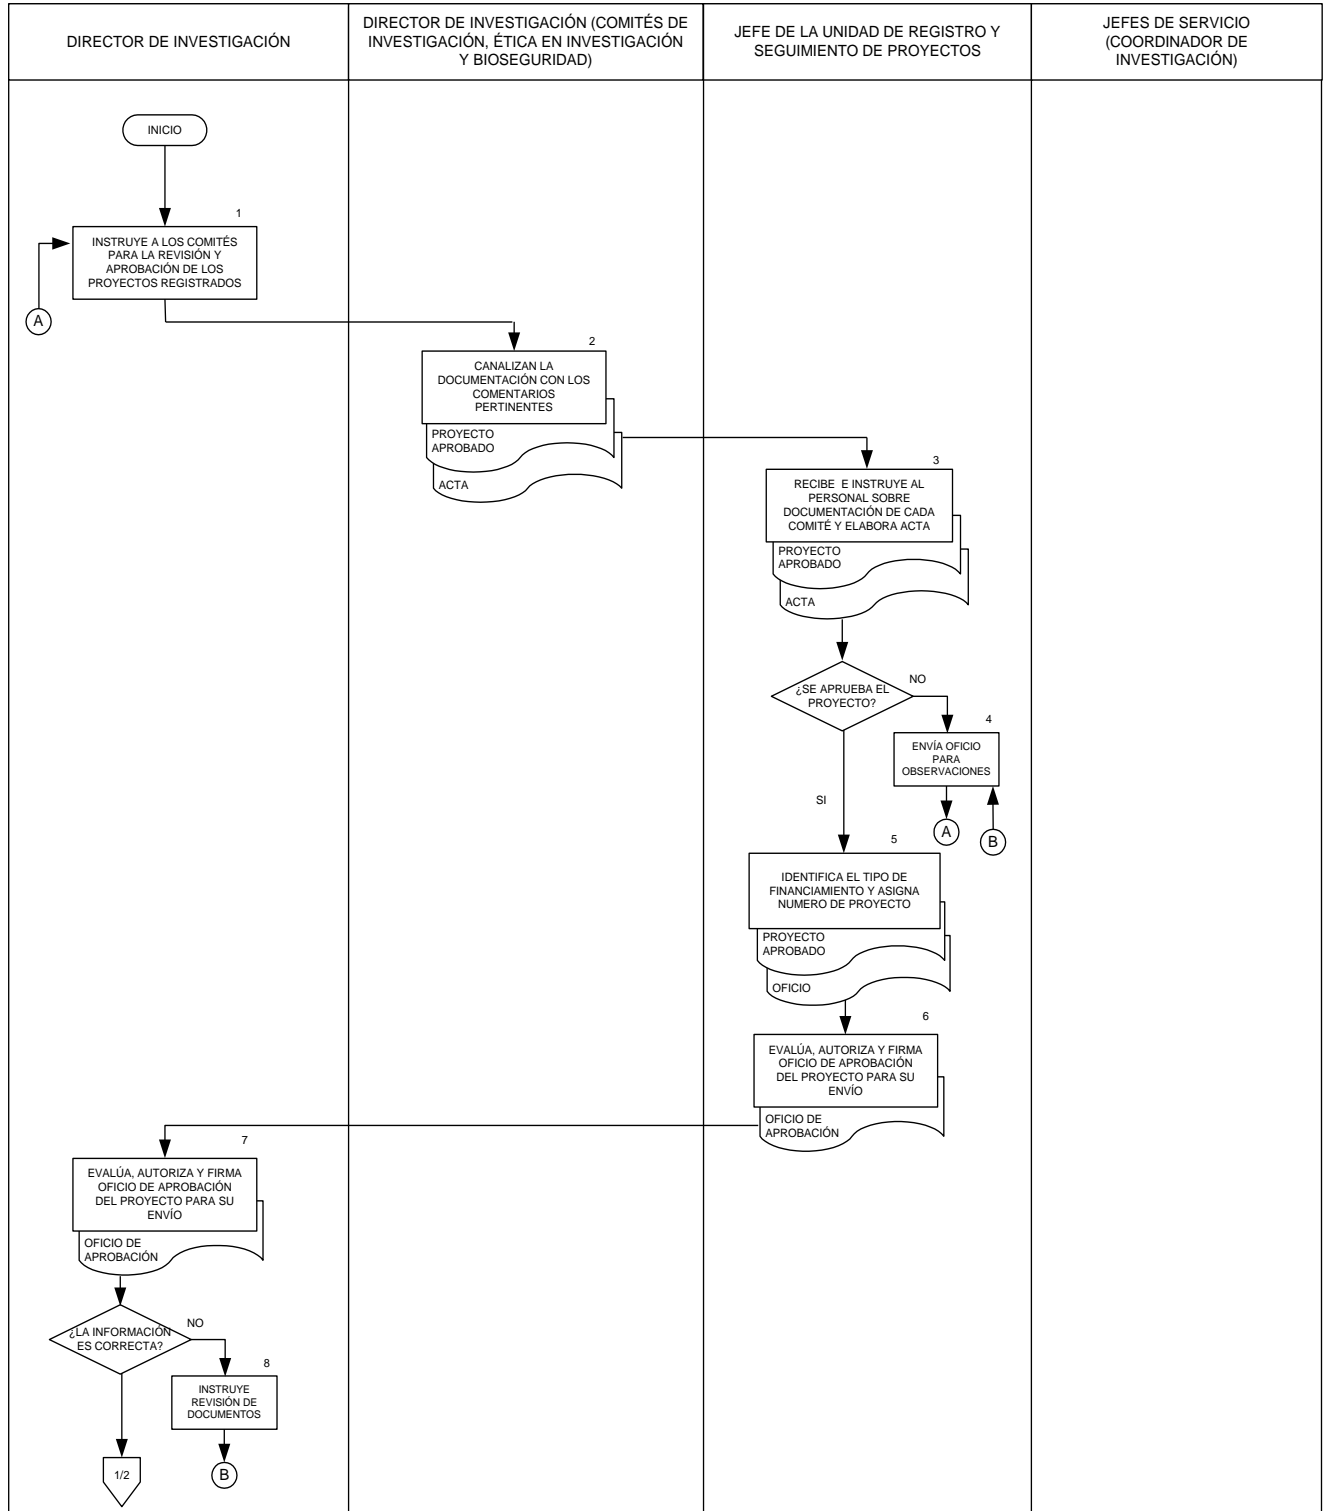 DIRECTOR DE INVESTIGACIÓN
DIRECTOR DE INVESTIGACIÓN (COMITÉS DE
INVESTIGACIÓN, ÉTICA EN INVESTIGACIÓN
Y BIOSEGURIDAD)
JEFE DE LA UNIDAD DE REGISTRO Y
SEGUIMIENTO DE PROYECTOS
JEFES DE SERVICIO
(COORDINADOR DE
INVESTIGACIÓN)
INICIO
1
INSTRUYE A LOS COMITÉS
PARA LA REVISIÓN Y
APROBACIÓN DE LOS
PROYECTOS REGISTRADOS
A
2
CANALIZAN LA
DOCUMENTACIÓN CON LOS
COMENTARIOS
PERTINENTES
PROYECTO
APROBADO
ACTA
3
RECIBE E INSTRUYE AL
PERSONAL SOBRE
DOCUMENTACIÓN DE CADA
COMITÉ Y ELABORA ACTA
PROYECTO
APROBADO
ACTA
¿SE APRUEBA EL
PROYECTO?
NO
4
ENVÍA OFICIO
PARA
OBSERVACIONES
SI
A
B
5
IDENTIFICA EL TIPO DE
FINANCIAMIENTO Y ASIGNA
NUMERO DE PROYECTO
PROYECTO
APROBADO
OFICIO
6
EVALÚA, AUTORIZA Y FIRMA
OFICIO DE APROBACIÓN
DEL PROYECTO PARA SU
ENVÍO
OFICIO DE
APROBACIÓN
7
EVALÚA, AUTORIZA Y FIRMA
OFICIO DE APROBACIÓN
DEL PROYECTO PARA SU
ENVÍO
OFICIO DE
APROBACIÓN
¿LA INFORMACIÓN
ES CORRECTA?
NO
8
INSTRUYE
REVISIÓN DE
DOCUMENTOS
1/2
B